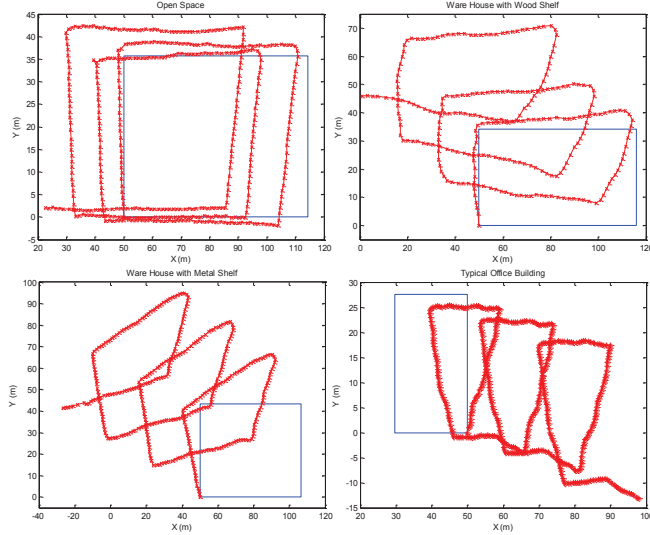 Open Space
45
40
35
30
25
20
15
10
5
0
-5
20 30 40 50 60 70 80 90 100 110 120
X (m)
Y (m)
Ware House with Wood Shelf
70
60
50
40
30
20
10
0
0 20 40 60 80 100 120
X (m)
Y (m)
Ware House with Metal Shelf
100
90
80
70
60
50
40
30
20
10
0
-40 -20 0 20 40 60 80 100 120
X (m)
Y (m)
Typical Office Building
30
25
20
15
10
5
0
-5
-10
-15
20 30 40 50 60 70 80 90 100
X (m)
Y (m)